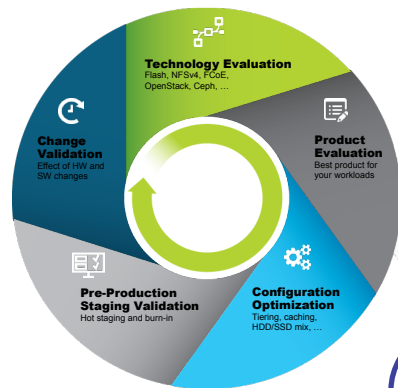 Technology Evaluation
Flash, NFSv4, FCoE,
OpenStack, Ceph, ...
Product
Evaluation
Best product for
your workloads
Configuration
Optimization
Tiering, caching,
HDD/SSD mix, ...
Pre-Production
Staging Validation
Hot staging and burn-in
Change
Validation
Effect of HW and
SW changes